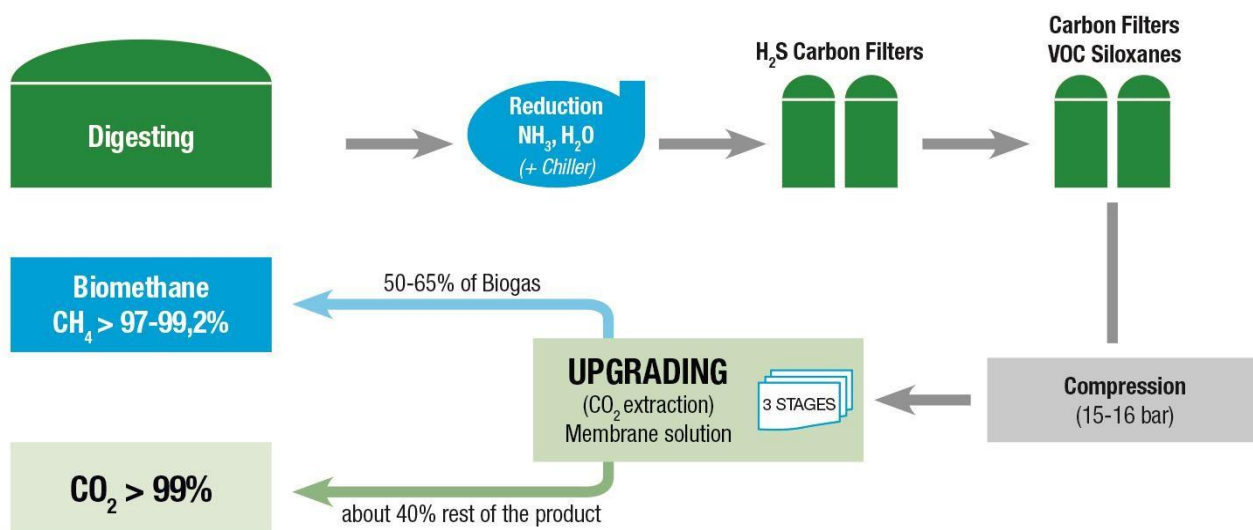 Digesting
Reduction
NH₃, H₂O
(+ Chiller)
H₂S Carbon Filters
Carbon Filters
VOC Siloxanes
Biomethane
CH₄ > 97-99,2%
50-65% of Biogas
UPGRADING
(CO₂ extraction)
Membrane solution
3 STAGES
Compression
(15-16 bar)
CO₂ > 99%
about 40% rest of the product